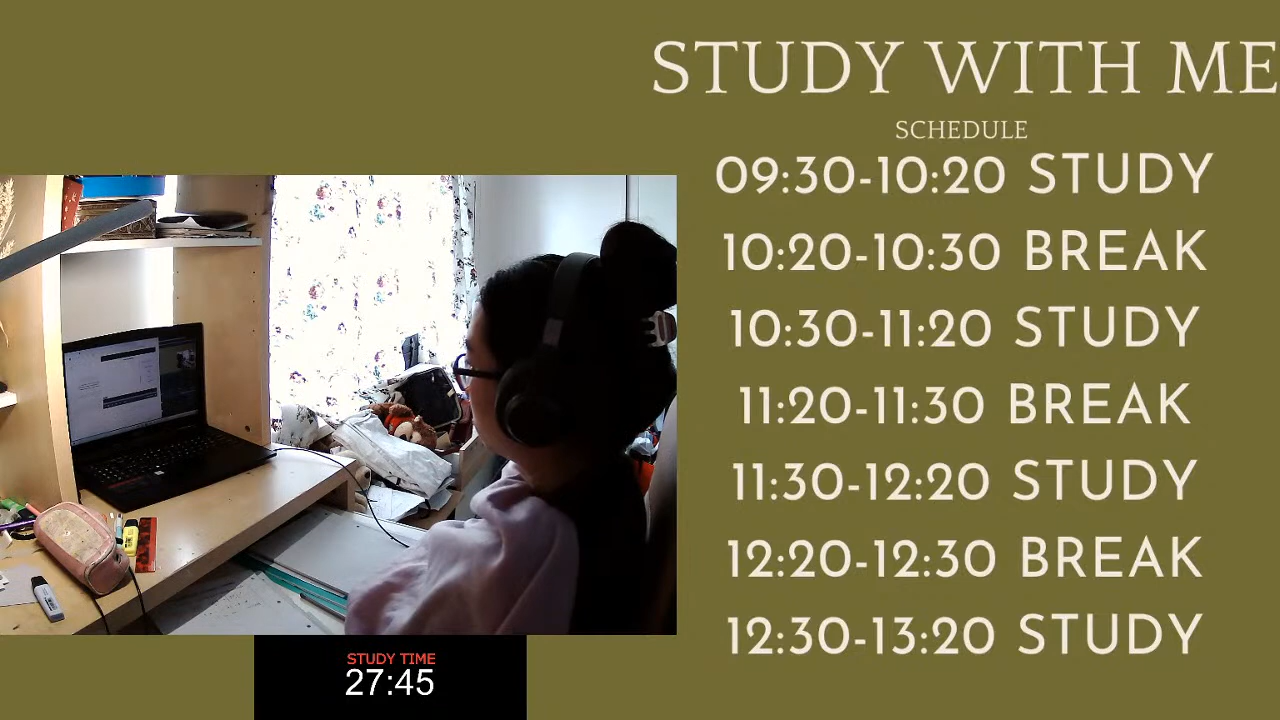 STUDY WITH ME
SCHEDULE
09:30-10:20 STUDY
10:20-10:30 BREAK
10:30-11:20 STUDY
11:20-11:30 BREAK
11:30-12:20 STUDY
12:20-12:30 BREAK
12:30-13:20 STUDY
STUDY TIME
27:45